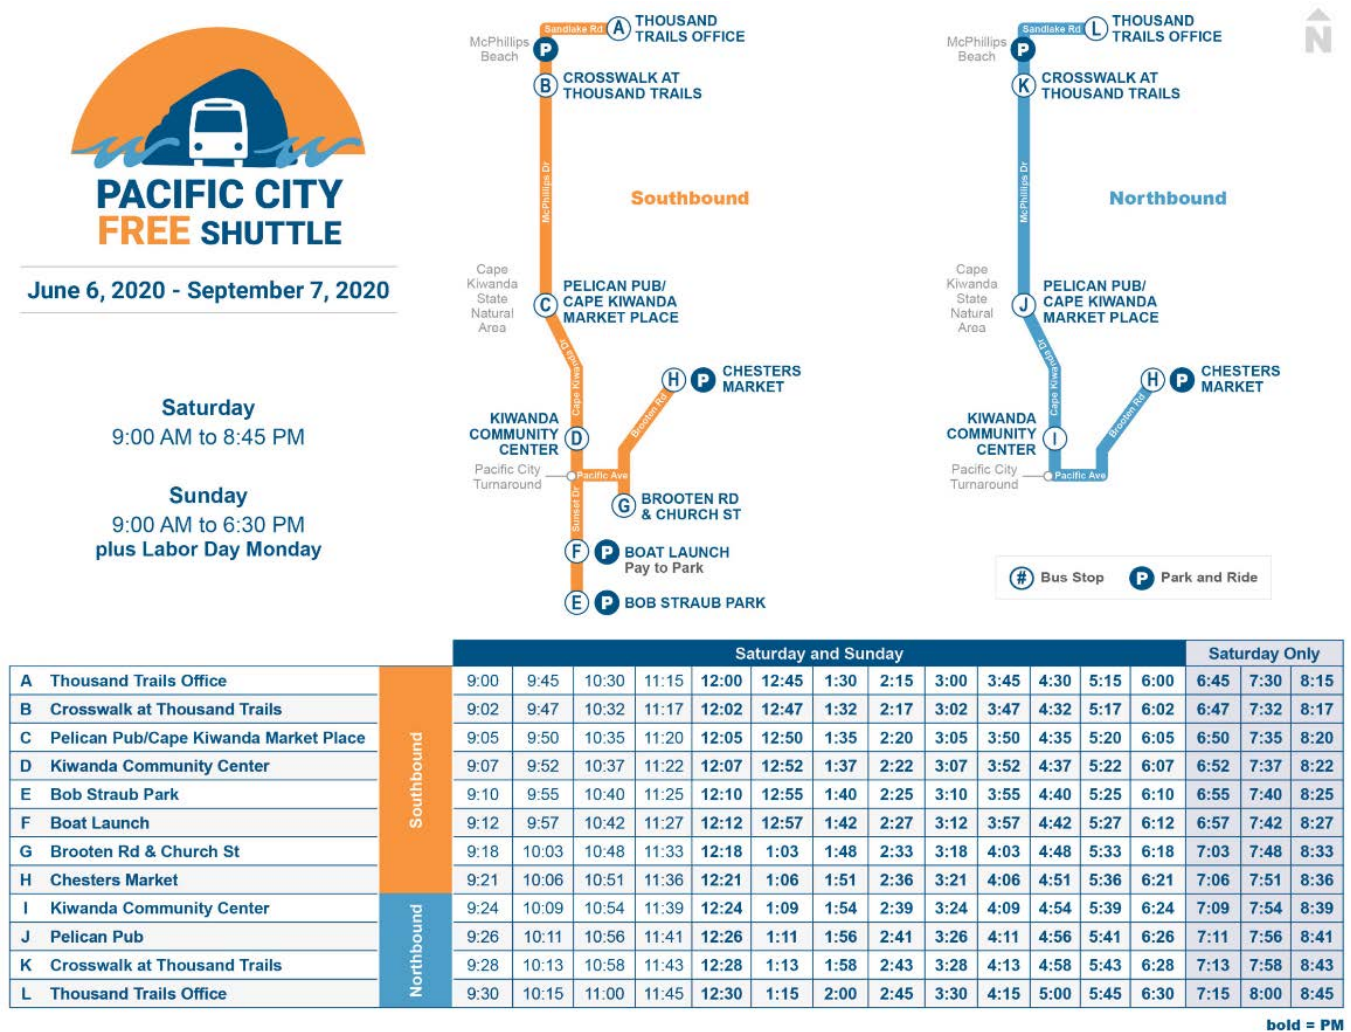 PACIFIC CITY
FREE SHUTTLE
June 6, 2020 - September 7, 2020
Saturday
9:00 AM to 8:45 PM
Sunday
9:00 AM to 6:30 PM
plus Labor Day Monday
Sandlake Rd
A
THOUSAND
TRAILS OFFICE
McPhillips
Beach
P
B
CROSSWALK AT
THOUSAND TRAILS
McPhillips Dr
Southbound
Cape
Kiwanda
State
Natural
Area
C
PELICAN PUB/
CAPE KIWANDA
MARKET PLACE
Cape Kiwanda Dr
H
P
CHESTERS
MARKET
Brooten Rd
KIWANDA
COMMUNITY
CENTER
D
Pacific City
Turnaround
Pacific Ave
Sunset Dr
G
BROOTEN RD
& CHURCH ST
F
P
BOAT LAUNCH
Pay to Park
E
P
BOB STRAUB PARK
N
Sandlake Rd
L
THOUSAND
TRAILS OFFICE
McPhillips
Beach
P
K
CROSSWALK AT
THOUSAND TRAILS
McPhillips Dr
Northbound
Cape
Kiwanda
State
Natural
Area
J
PELICAN PUB/
CAPE KIWANDA
MARKET PLACE
Cape Kiwanda Dr
H
P
CHESTERS
MARKET
Brooten Rd
KIWANDA
COMMUNITY
CENTER
I
Pacific City
Turnaround
Pacific Ave
# Bus Stop P Park and Ride
Saturday and Sunday Saturday Only
Southbound
A Thousand Trails Office 9:00 9:45 10:30 11:15 12:00 12:45 1:30 2:15 3:00 3:45 4:30 5:15 6:00 6:45 7:30 8:15
B Crosswalk at Thousand Trails 9:02 9:47 10:32 11:17 12:02 12:47 1:32 2:17 3:02 3:47 4:32 5:17 6:02 6:47 7:32 8:17
C Pelican Pub/Cape Kiwanda Market Place 9:05 9:50 10:35 11:20 12:05 12:50 1:35 2:20 3:05 3:50 4:35 5:20 6:05 6:50 7:35 8:20
D Kiwanda Community Center 9:07 9:52 10:37 11:22 12:07 12:52 1:37 2:22 3:07 3:52 4:37 5:22 6:07 6:52 7:37 8:22
E Bob Straub Park 9:10 9:55 10:40 11:25 12:10 12:55 1:40 2:25 3:10 3:55 4:40 5:25 6:10 6:55 7:40 8:25
F Boat Launch 9:12 9:57 10:42 11:27 12:12 12:57 1:42 2:27 3:12 3:57 4:42 5:27 6:12 6:57 7:42 8:27
G Brooten Rd & Church St 9:18 10:03 10:48 11:33 12:18 1:03 1:48 2:33 3:18 4:03 4:48 5:33 6:18 7:03 7:48 8:33
H Chesters Market 9:21 10:06 10:51 11:36 12:21 1:06 1:51 2:36 3:21 4:06 4:51 5:36 6:21 7:06 7:51 8:36
Northbound
I Kiwanda Community Center 9:24 10:09 10:54 11:39 12:24 1:09 1:54 2:39 3:24 4:09 4:54 5:39 6:24 7:09 7:54 8:39
J Pelican Pub 9:26 10:11 10:56 11:41 12:26 1:11 1:56 2:41 3:26 4:11 4:56 5:41 6:26 7:11 7:56 8:41
K Crosswalk at Thousand Trails 9:28 10:13 10:58 11:43 12:28 1:13 1:58 2:43 3:28 4:13 4:58 5:43 6:28 7:13 7:58 8:43
L Thousand Trails Office 9:30 10:15 11:00 11:45 12:30 1:15 2:00 2:45 3:30 4:15 5:00 5:45 6:30 7:15 8:00 8:45
bold = PM